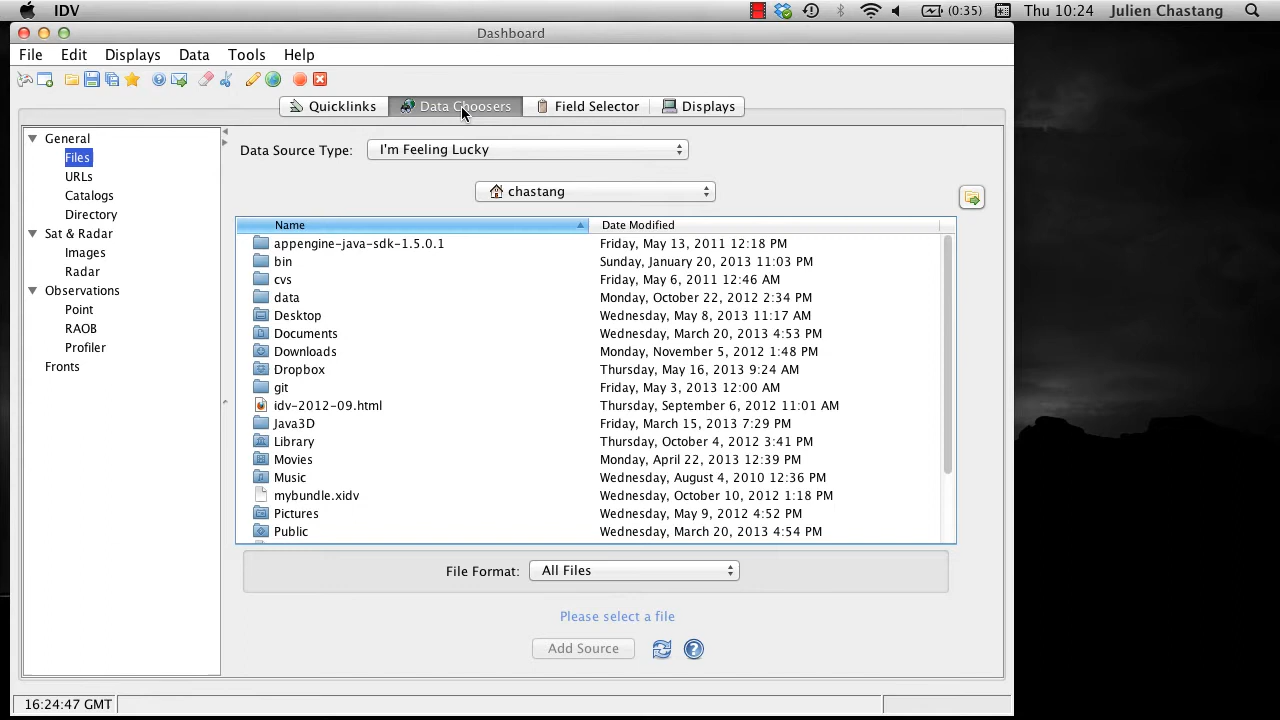 IDV (0:35) Thu 10:24 Julien Chastang
Dashboard
File Edit Displays Data Tools Help
Quicklinks Data Choosers Field Selector Displays
General
Files
URLs
Catalogs
Directory
Sat & Radar
Images
Radar
Observations
Point
RAOB
Profiler
Fronts
Data Source Type: I'm Feeling Lucky
chastang
Name Date Modified
appengine-java-sdk-1.5.0.1 Friday, May 13, 2011 12:18 PM
bin Sunday, January 20, 2013 11:03 PM
cvs Friday, May 6, 2011 12:46 AM
data Monday, October 22, 2012 2:34 PM
Desktop Wednesday, May 8, 2013 11:17 AM
Documents Wednesday, March 20, 2013 4:53 PM
Downloads Monday, November 5, 2012 1:48 PM
Dropbox Thursday, May 16, 2013 9:24 AM
git Friday, May 3, 2013 12:00 AM
idv-2012-09.html Thursday, September 6, 2012 11:01 AM
Java3D Friday, March 15, 2013 7:29 PM
Library Thursday, October 4, 2012 3:41 PM
Movies Monday, April 22, 2013 12:39 PM
Music Wednesday, August 4, 2010 12:36 PM
mybundle.xidv Wednesday, October 10, 2012 1:18 PM
Pictures Wednesday, May 9, 2012 4:52 PM
Public Wednesday, March 20, 2013 4:54 PM
File Format: All Files
Please select a file
Add Source
16:24:47 GMT